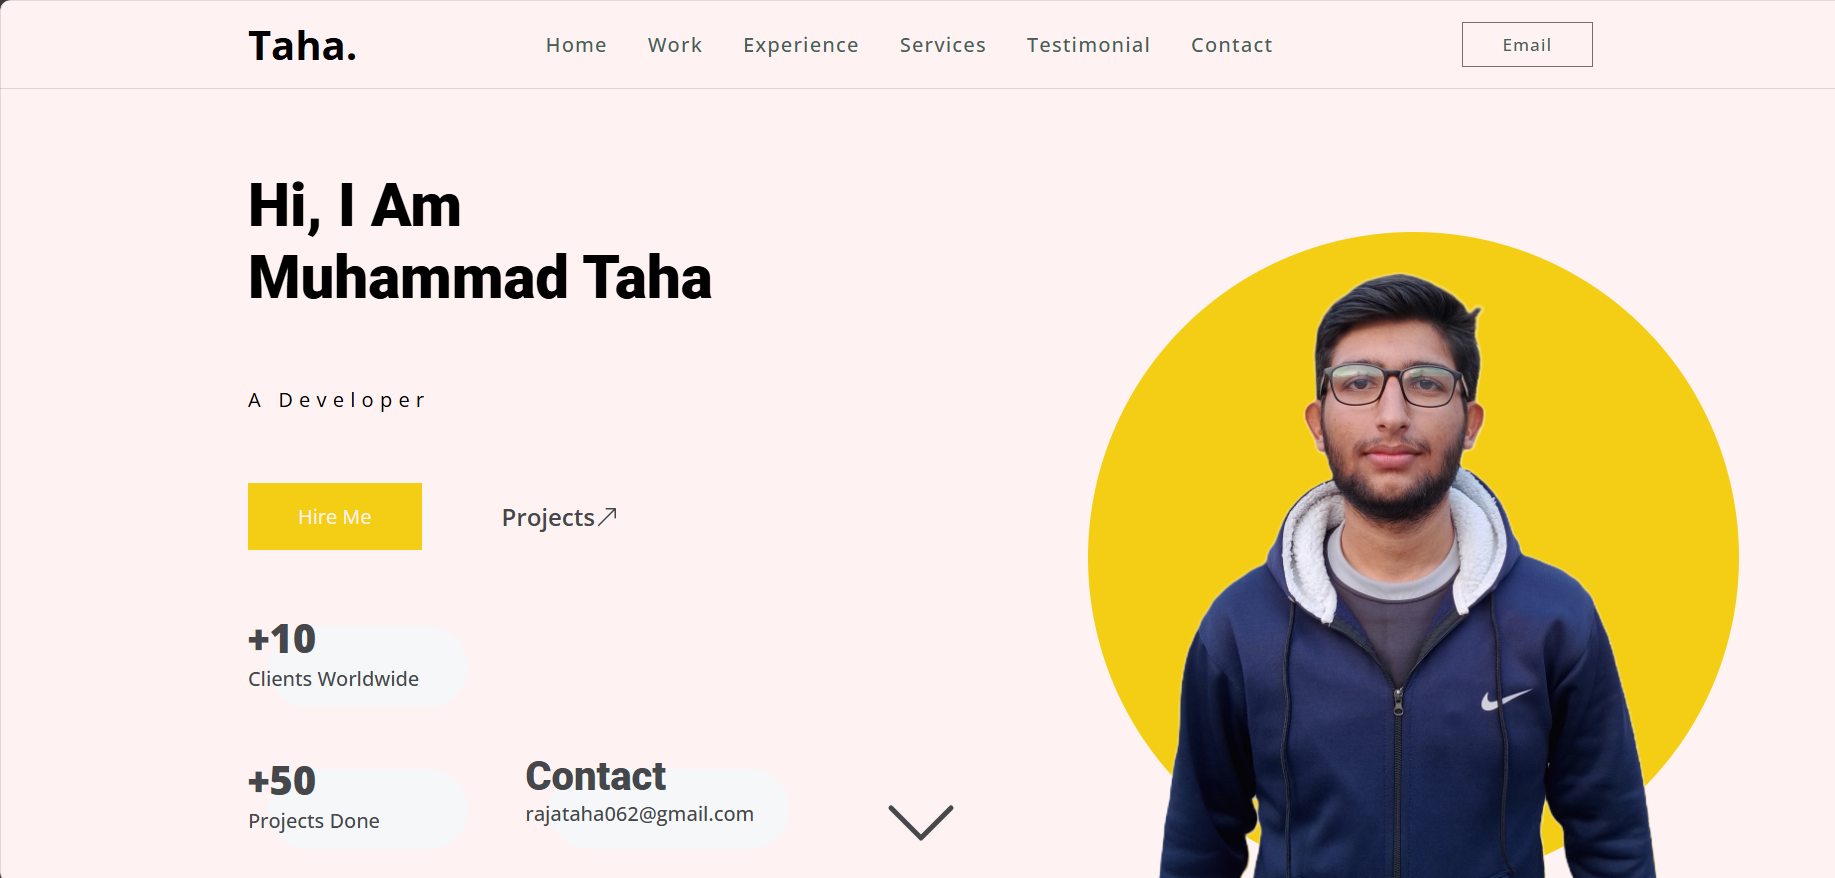 Taha.
Home Work Experience Services Testimonial Contact
Email
Hi, I Am
Muhammad Taha
A Developer
Hire Me
Projects
+10
Clients Worldwide
+50
Projects Done
Contact
rajataha062@gmail.com